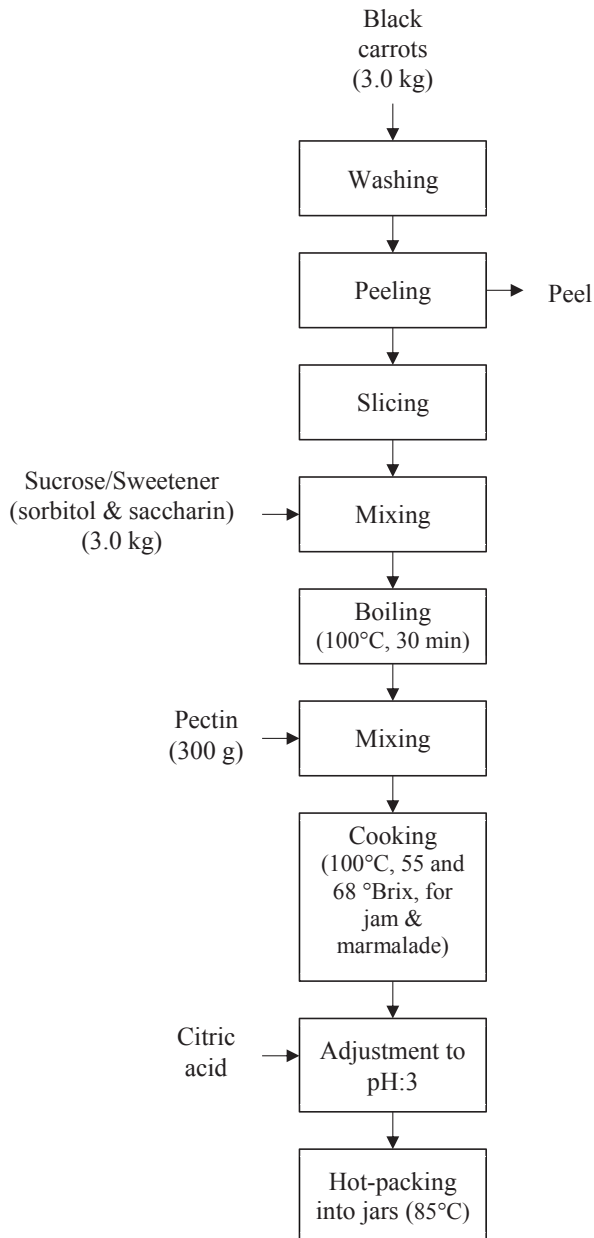 Black
carrots
(3.0 kg)
Washing
Peeling
Peel
Slicing
Sucrose/Sweetener
(sorbitol & saccharin)
(3.0 kg)
Mixing
Boiling
(100°C, 30 min)
Pectin
(300 g)
Mixing
Cooking
(100°C, 55 and
68 °Brix, for
jam &
marmalade)
Citric
acid
Adjustment to
pH:3
Hot-packing
into jars (85°C)